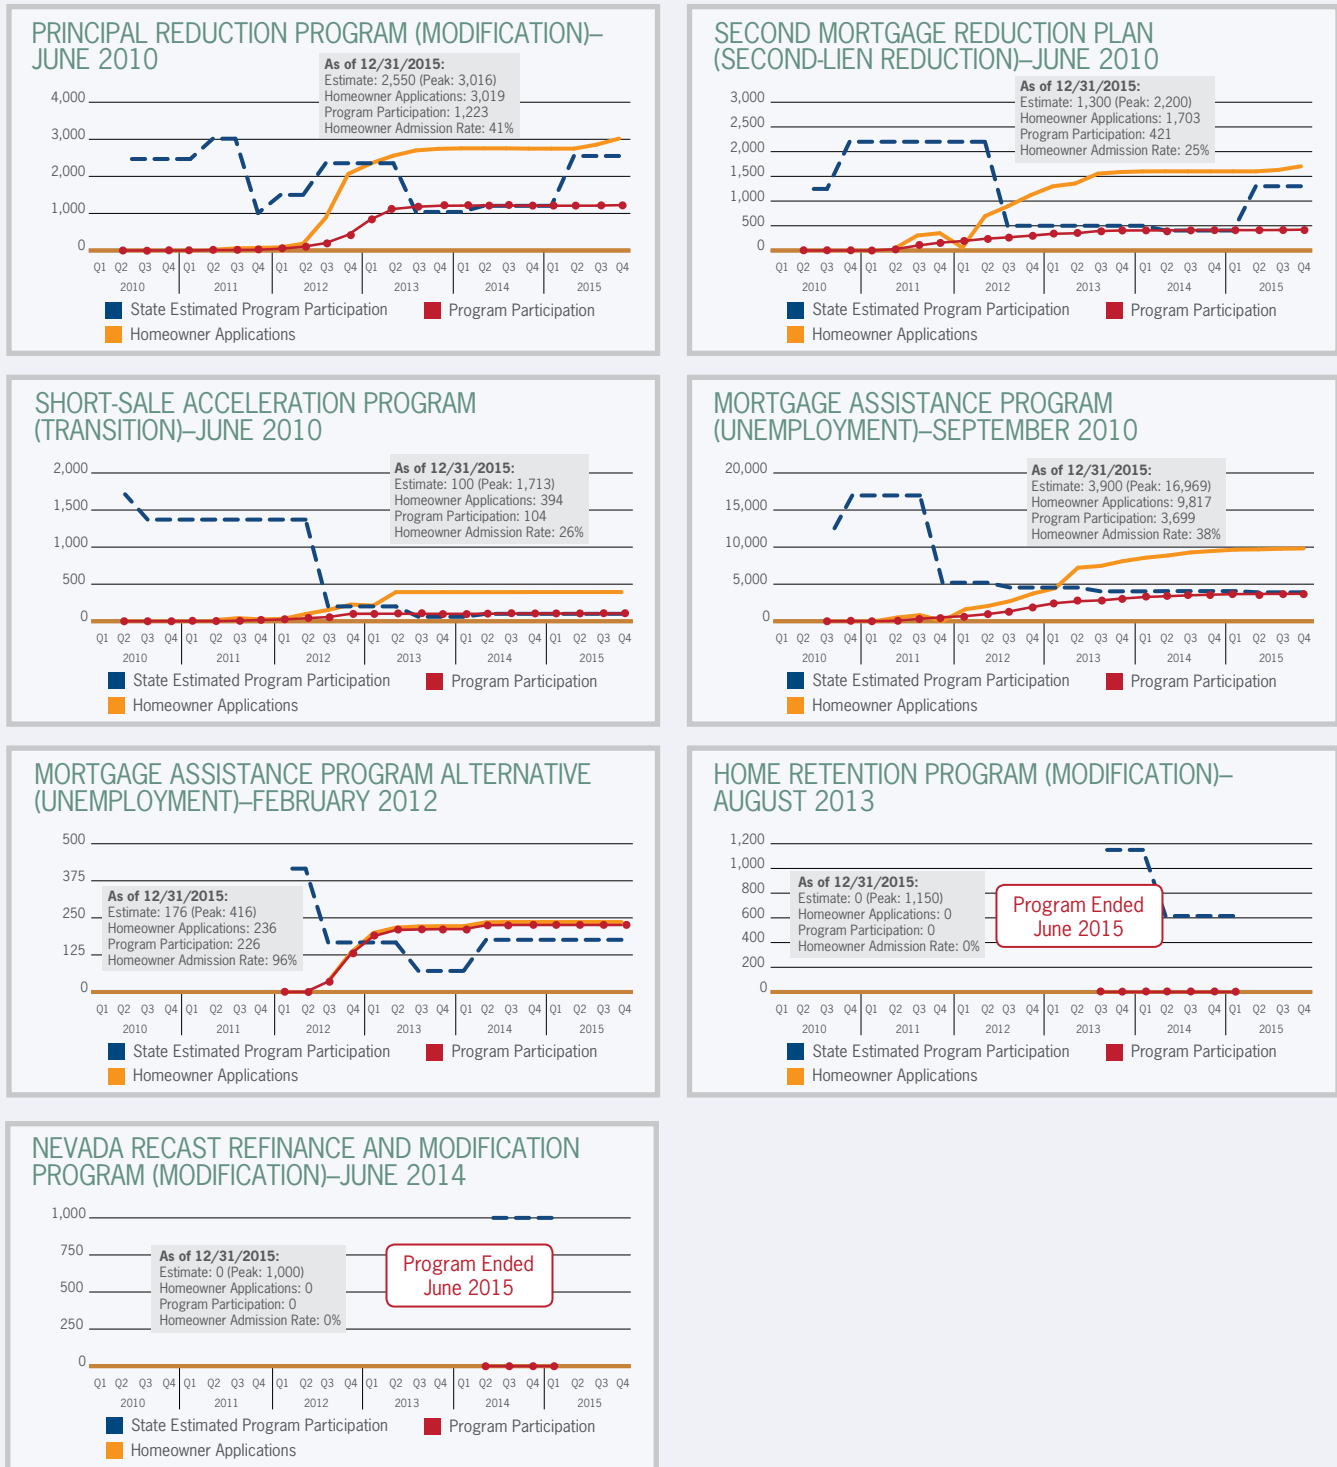 PRINCIPAL REDUCTION PROGRAM (MODIFICATION)–
JUNE 2010
As of 12/31/2015:
Estimate: 2,550 (Peak: 3,016)
Homeowner Applications: 3,019
Program Participation: 1,223
Homeowner Admission Rate: 41%
4,000
3,000
2,000
1,000
0
Q1 Q2 Q3 Q4 Q1 Q2 Q3 Q4 Q1 Q2 Q3 Q4 Q1 Q2 Q3 Q4 Q1 Q2 Q3 Q4 Q1 Q2 Q3 Q4
2010 2011 2012 2013 2014 2015
State Estimated Program Participation
Program Participation
Homeowner Applications
SECOND MORTGAGE REDUCTION PLAN
(SECOND-LIEN REDUCTION)–JUNE 2010
As of 12/31/2015:
Estimate: 1,300 (Peak: 2,200)
Homeowner Applications: 1,703
Program Participation: 421
Homeowner Admission Rate: 25%
3,000
2,500
2,000
1,500
1,000
500
0
Q1 Q2 Q3 Q4 Q1 Q2 Q3 Q4 Q1 Q2 Q3 Q4 Q1 Q2 Q3 Q4 Q1 Q2 Q3 Q4 Q1 Q2 Q3 Q4
2010 2011 2012 2013 2014 2015
State Estimated Program Participation
Program Participation
Homeowner Applications
SHORT-SALE ACCELERATION PROGRAM
(TRANSITION)–JUNE 2010
As of 12/31/2015:
Estimate: 100 (Peak: 1,713)
Homeowner Applications: 394
Program Participation: 104
Homeowner Admission Rate: 26%
2,000
1,500
1,000
500
0
Q1 Q2 Q3 Q4 Q1 Q2 Q3 Q4 Q1 Q2 Q3 Q4 Q1 Q2 Q3 Q4 Q1 Q2 Q3 Q4 Q1 Q2 Q3 Q4
2010 2011 2012 2013 2014 2015
State Estimated Program Participation
Program Participation
Homeowner Applications
MORTGAGE ASSISTANCE PROGRAM
(UNEMPLOYMENT)–SEPTEMBER 2010
As of 12/31/2015:
Estimate: 3,900 (Peak: 16,969)
Homeowner Applications: 9,817
Program Participation: 3,699
Homeowner Admission Rate: 38%
20,000
15,000
10,000
5,000
0
Q1 Q2 Q3 Q4 Q1 Q2 Q3 Q4 Q1 Q2 Q3 Q4 Q1 Q2 Q3 Q4 Q1 Q2 Q3 Q4 Q1 Q2 Q3 Q4
2010 2011 2012 2013 2014 2015
State Estimated Program Participation
Program Participation
Homeowner Applications
MORTGAGE ASSISTANCE PROGRAM ALTERNATIVE
(UNEMPLOYMENT)–FEBRUARY 2012
500
375
250
125
0
As of 12/31/2015:
Estimate: 176 (Peak: 416)
Homeowner Applications: 236
Program Participation: 226
Homeowner Admission Rate: 96%
Q1 Q2 Q3 Q4 Q1 Q2 Q3 Q4 Q1 Q2 Q3 Q4 Q1 Q2 Q3 Q4 Q1 Q2 Q3 Q4 Q1 Q2 Q3 Q4
2010 2011 2012 2013 2014 2015
State Estimated Program Participation
Program Participation
Homeowner Applications
HOME RETENTION PROGRAM (MODIFICATION)–
AUGUST 2013
1,200
1,000
800
600
400
200
0
As of 12/31/2015:
Estimate: 0 (Peak: 1,150)
Homeowner Applications: 0
Program Participation: 0
Homeowner Admission Rate: 0%
Program Ended
June 2015
Q1 Q2 Q3 Q4 Q1 Q2 Q3 Q4 Q1 Q2 Q3 Q4 Q1 Q2 Q3 Q4 Q1 Q2 Q3 Q4 Q1 Q2 Q3 Q4
2010 2011 2012 2013 2014 2015
State Estimated Program Participation
Program Participation
Homeowner Applications
NEVADA RECAST REFINANCE AND MODIFICATION
PROGRAM (MODIFICATION)–JUNE 2014
1,000
750
500
250
0
As of 12/31/2015:
Estimate: 0 (Peak: 1,000)
Homeowner Applications: 0
Program Participation: 0
Homeowner Admission Rate: 0%
Program Ended
June 2015
Q1 Q2 Q3 Q4 Q1 Q2 Q3 Q4 Q1 Q2 Q3 Q4 Q1 Q2 Q3 Q4 Q1 Q2 Q3 Q4 Q1 Q2 Q3 Q4
2010 2011 2012 2013 2014 2015
State Estimated Program Participation
Program Participation
Homeowner Applications